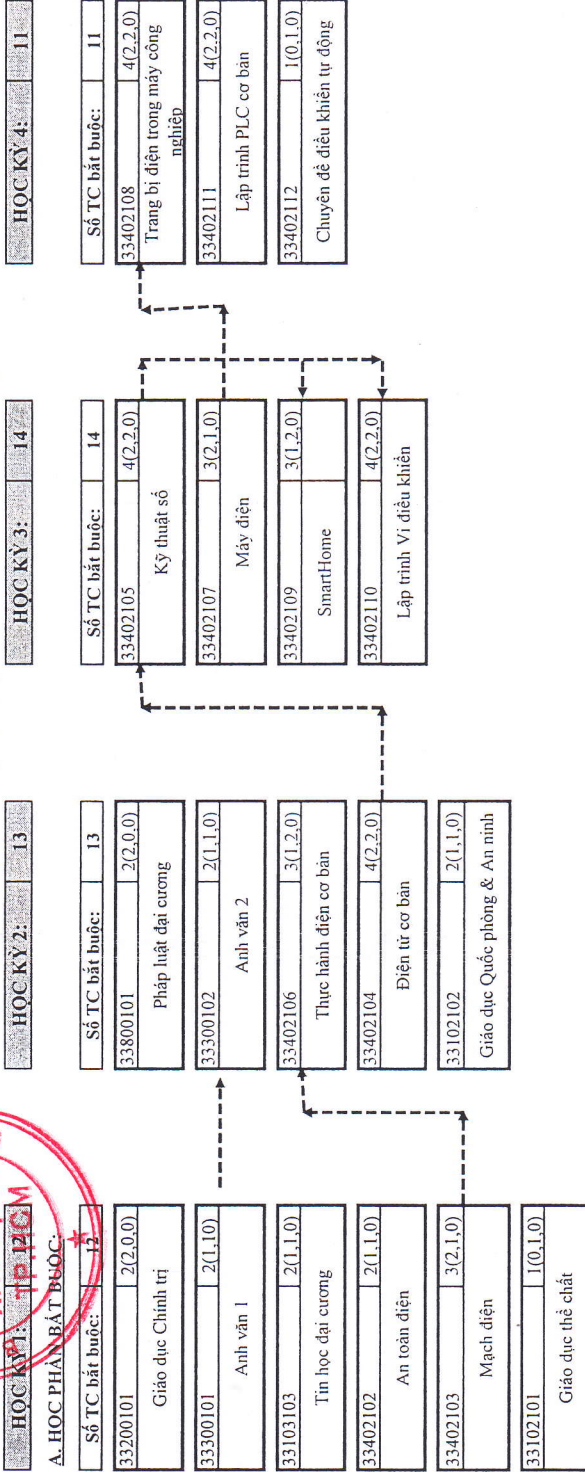 HỌC KỲ 1: 12
TP.HCM
A. HỌC PHẦN BẮT BUỘC:
Số TC bắt buộc: 12
33200101 2(2,0,0)
Giáo dục Chính trị
33300101 2(1,10)
Anh văn 1
33103103 2(1,1,0)
Tin học đại cương
33402102 2(1,1,0)
An toàn điện
33402103 3(2,1,0)
Mạch điện
33102101 1(0,1,0)
Giáo dục thể chất
HỌC KỲ 2: 13
Số TC bắt buộc: 13
33800101 2(2,0,0)
Pháp luật đại cương
33300102 2(1,1,0)
Anh văn 2
33402106 3(1,2,0)
Thực hành điện cơ bản
33402104 4(2,2,0)
Điện tử cơ bản
33102102 2(1,1,0)
Giáo dục Quốc phòng & An ninh
HỌC KỲ 3: 14
Số TC bắt buộc: 14
33402105 4(2,2,0)
Kỹ thuật số
33402107 3(2,1,0)
Máy điện
33402109 3(1,2,0)
SmartHome
33402110 4(2,2,0)
Lập trình Vi điều khiển
HỌC KỲ 4: 11
Số TC bắt buộc: 11
33402108 4(2,2,0)
Trang bị điện trong máy công
nghiệp
33402111 4(2,2,0)
Lập trình PLC cơ bản
33402112 1(0,1,0)
Chuyên đề điều khiển tự động